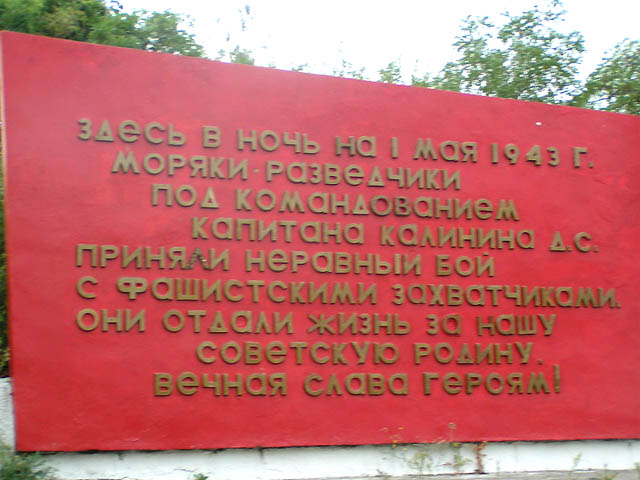 Здесь в ночь на 1 мая 1943 г.
моряки-разведчики
под командованием
капитана Калинина Д.С.
приняли неравный бой
с фашистскими захватчиками.
Они отдали жизнь за нашу
Советскую Родину.
Вечная слава героям!